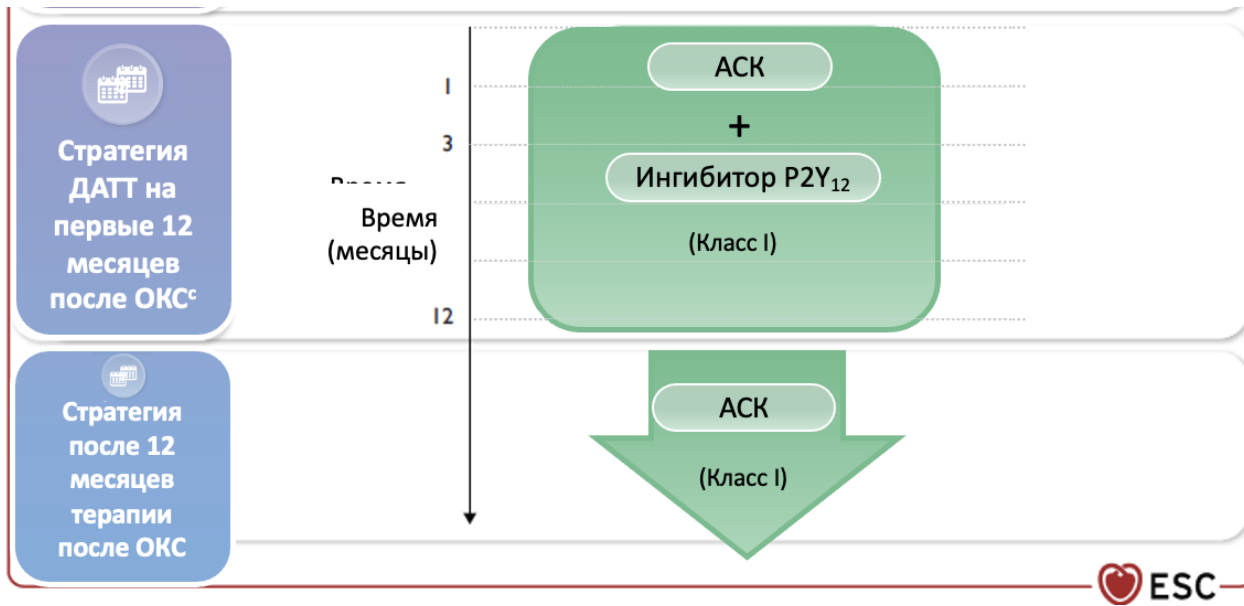 Стратегия
ДАТТ на
первые 12
месяцев
после ОКСᶜ
Время
(месяцы)
1
3
12
АСК
+
Ингибитор P2Y₁₂
(Класс I)
Стратегия
после 12
месяцев
терапии
после ОКС
АСК
(Класс I)
ESC